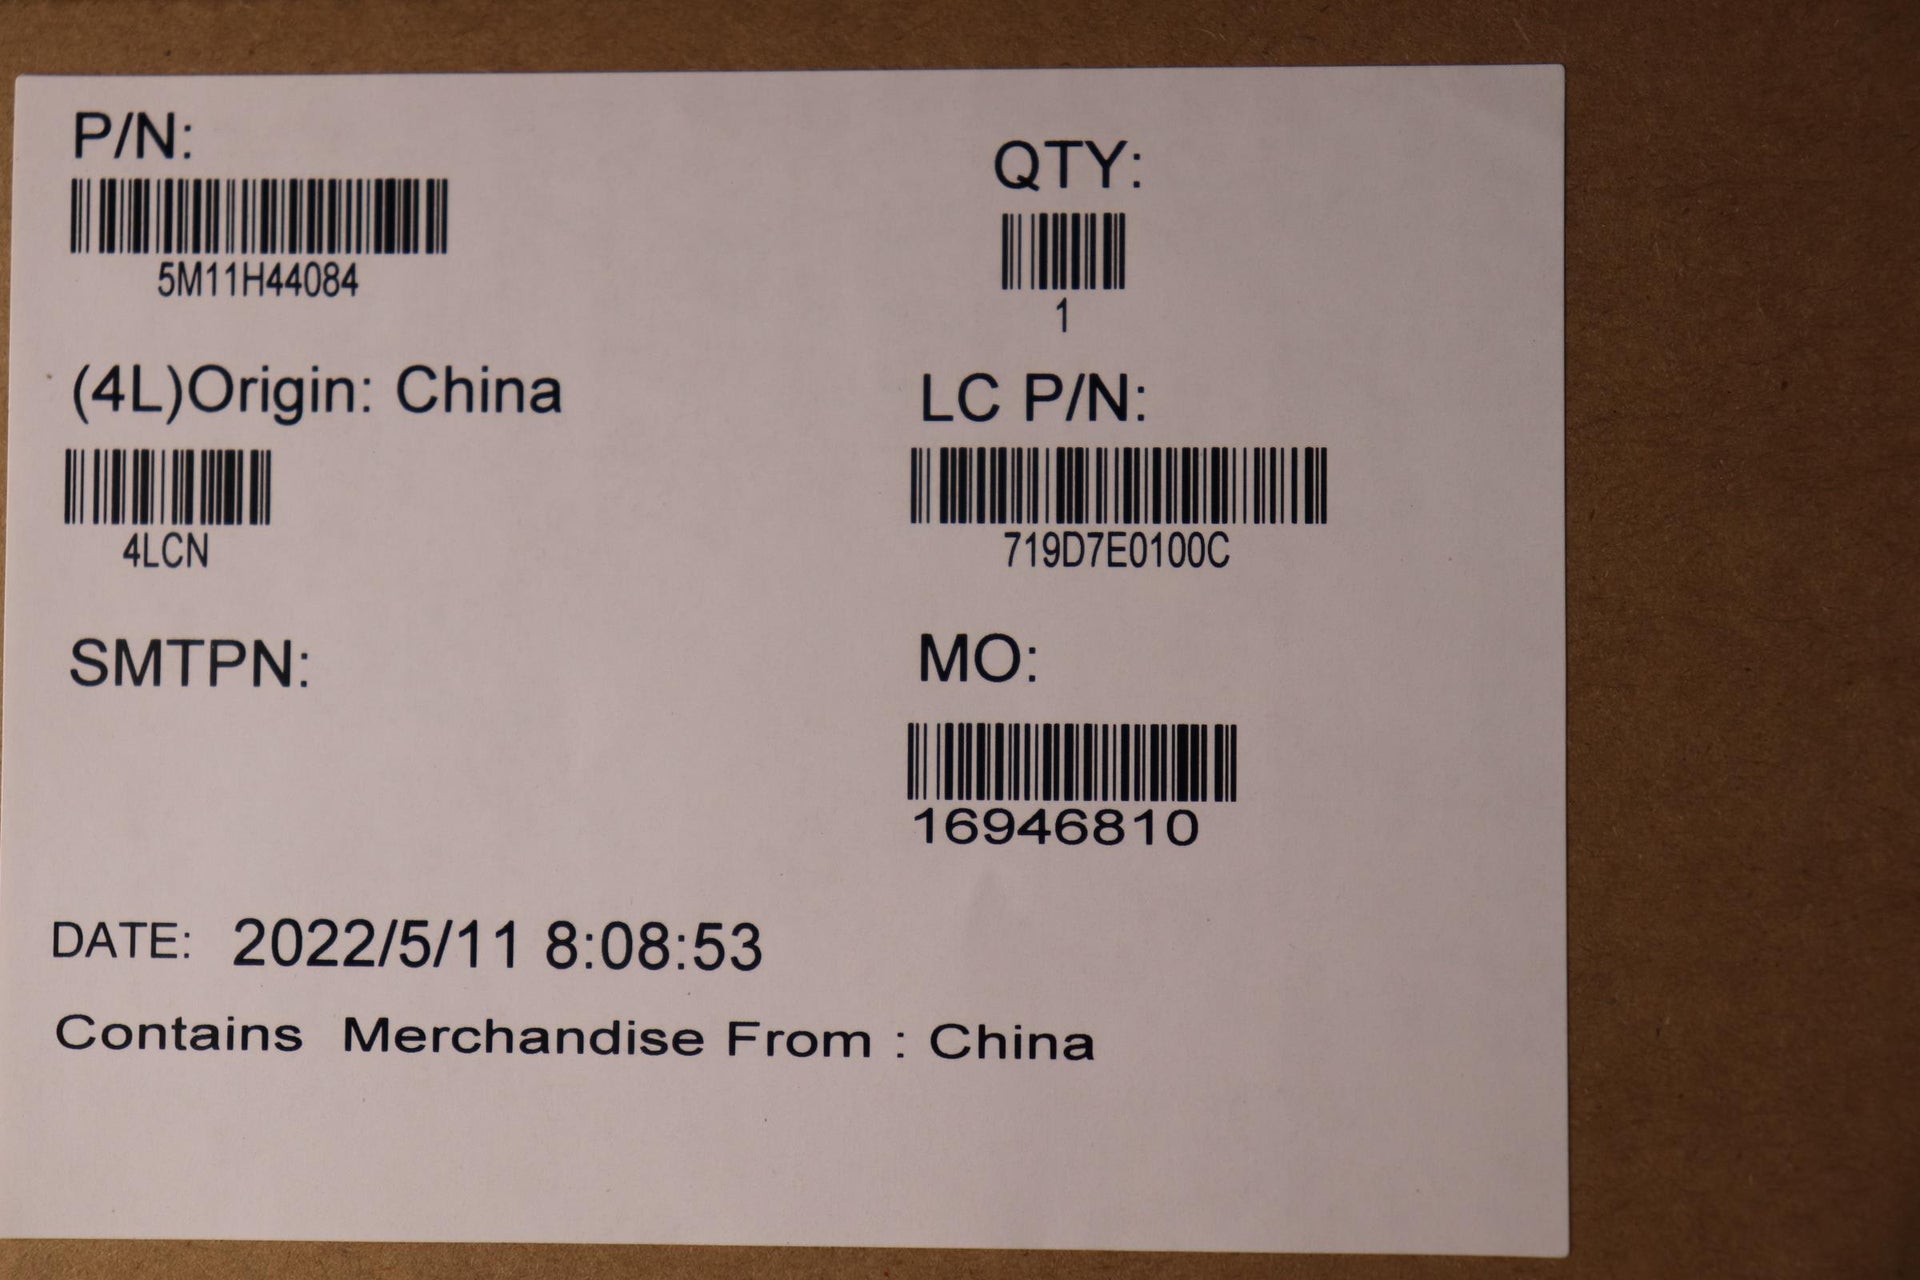 P/N:
5M11H44084
QTY:
1
(4L)Origin: China
4LCN
LC P/N:
719D7E0100C
SMTPN:
MO:
16946810
DATE: 2022/5/11 8:08:53
Contains Merchandise From : China